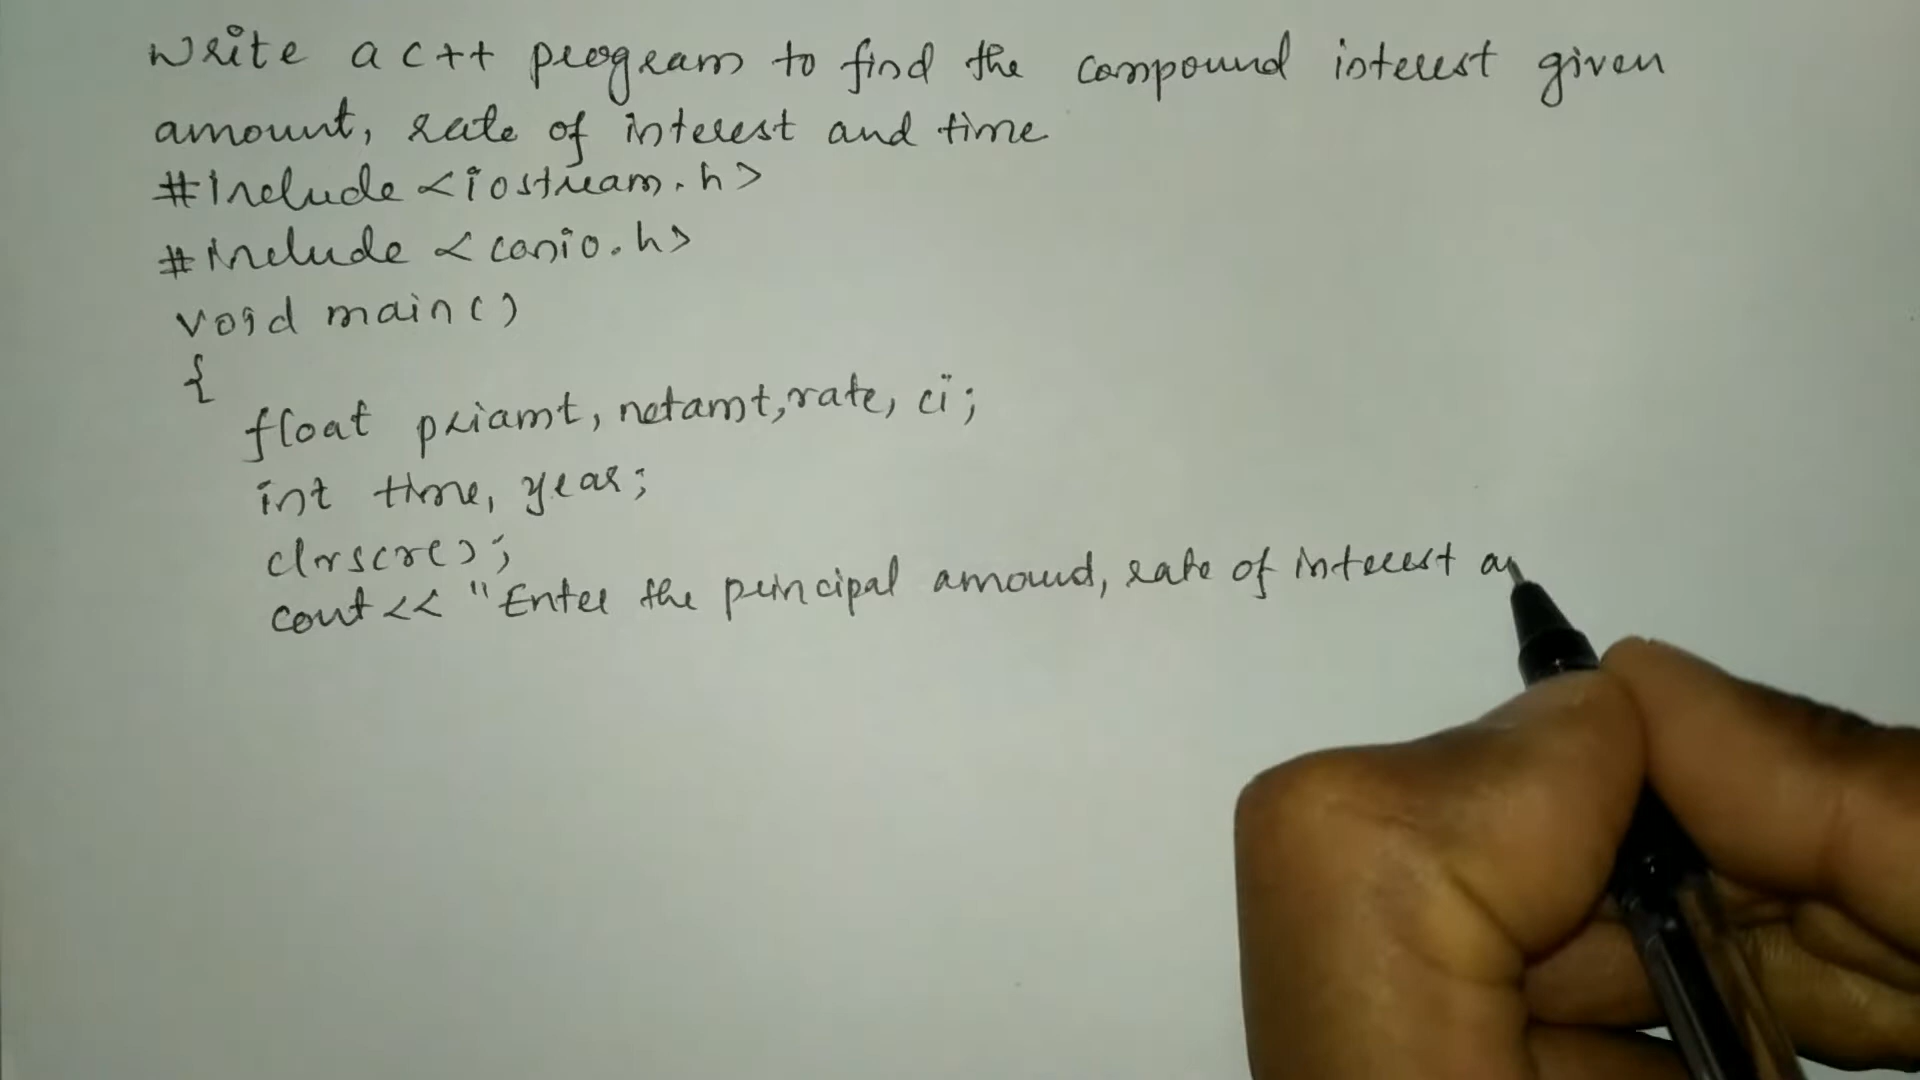 Write a c++ program to find the compound interest given
amount, rate of interest and time
#include <iostream.h>
#include <conio.h>
void main()
{
float priamt, netamt, rate, ci;
int time, year;
clrscr();
cout << "Enter the principal amound, rate of interest